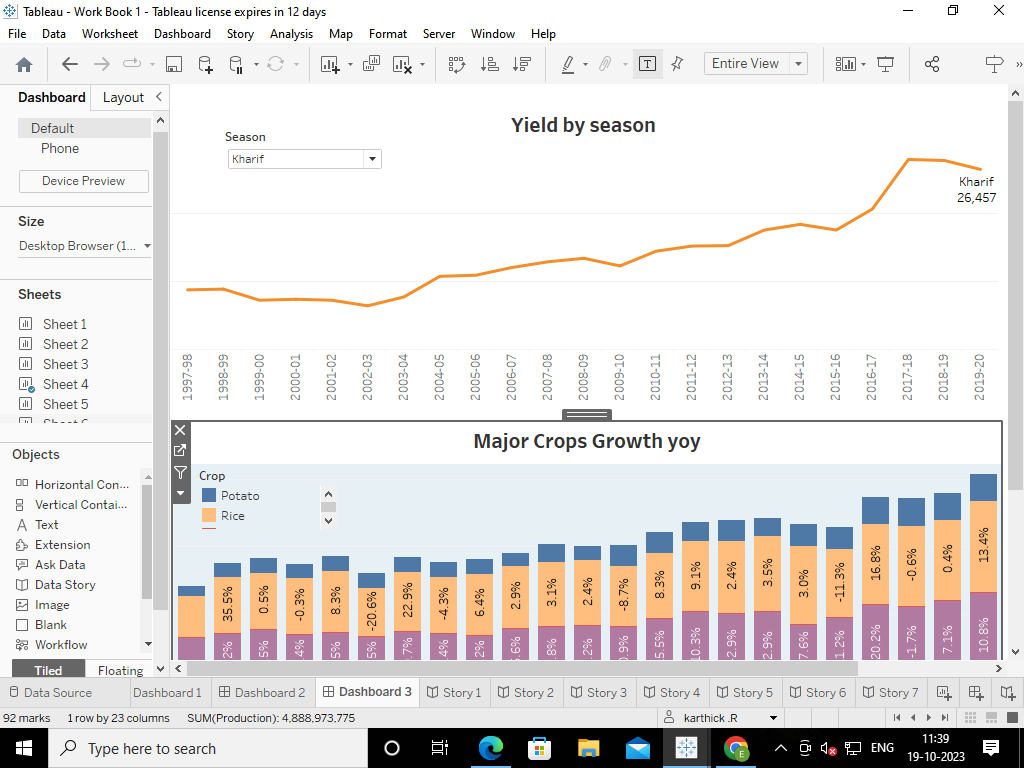 Tableau - Work Book 1 - Tableau license expires in 12 days
File Data Worksheet Dashboard Story Analysis Map Format Server Window Help
Entire View
Dashboard Layout
Default
Phone
Device Preview
Size
Desktop Browser (1...
Sheets
Sheet 1
Sheet 2
Sheet 3
Sheet 4
Sheet 5
Objects
Horizontal Con...
Vertical Contai...
Text
Extension
Ask Data
Data Story
Image
Blank
Workflow
Tiled Floating
Yield by season
Season
Kharif
Kharif
26,457
1997-98 1998-99 1999-00 2000-01 2001-02 2002-03 2003-04 2004-05 2005-06 2006-07 2007-08 2008-09 2009-10 2010-11 2011-12 2012-13 2013-14 2014-15 2015-16 2016-17 2017-18 2018-19 2019-20
Major Crops Growth yoy
Crop
Potato
Rice
35.5% 0.5% -0.3% 8.3% -20.6% 22.9% -4.3% 6.4% 2.9% 3.1% 2.4% -8.7% 8.3% 9.1% 2.4% 3.5% 3.0% -11.3% 16.8% -0.6% 0.4% 13.4%
2% 5% 4% 5% 5% .7% 4% 2% .6% .8% .2% 0.9% 5.5% 10.3% -2.9% 2.9% 7.6% 1.2% 20.2% -1.7% 7.1% 10.8%
Data Source Dashboard 1 Dashboard 2 Dashboard 3 Story 1 Story 2 Story 3 Story 4 Story 5 Story 6 Story 7
92 marks 1 row by 23 columns SUM(Production): 4,888,973,775 karthick .R
Type here to search
E
ENG
11:39
19-10-2023